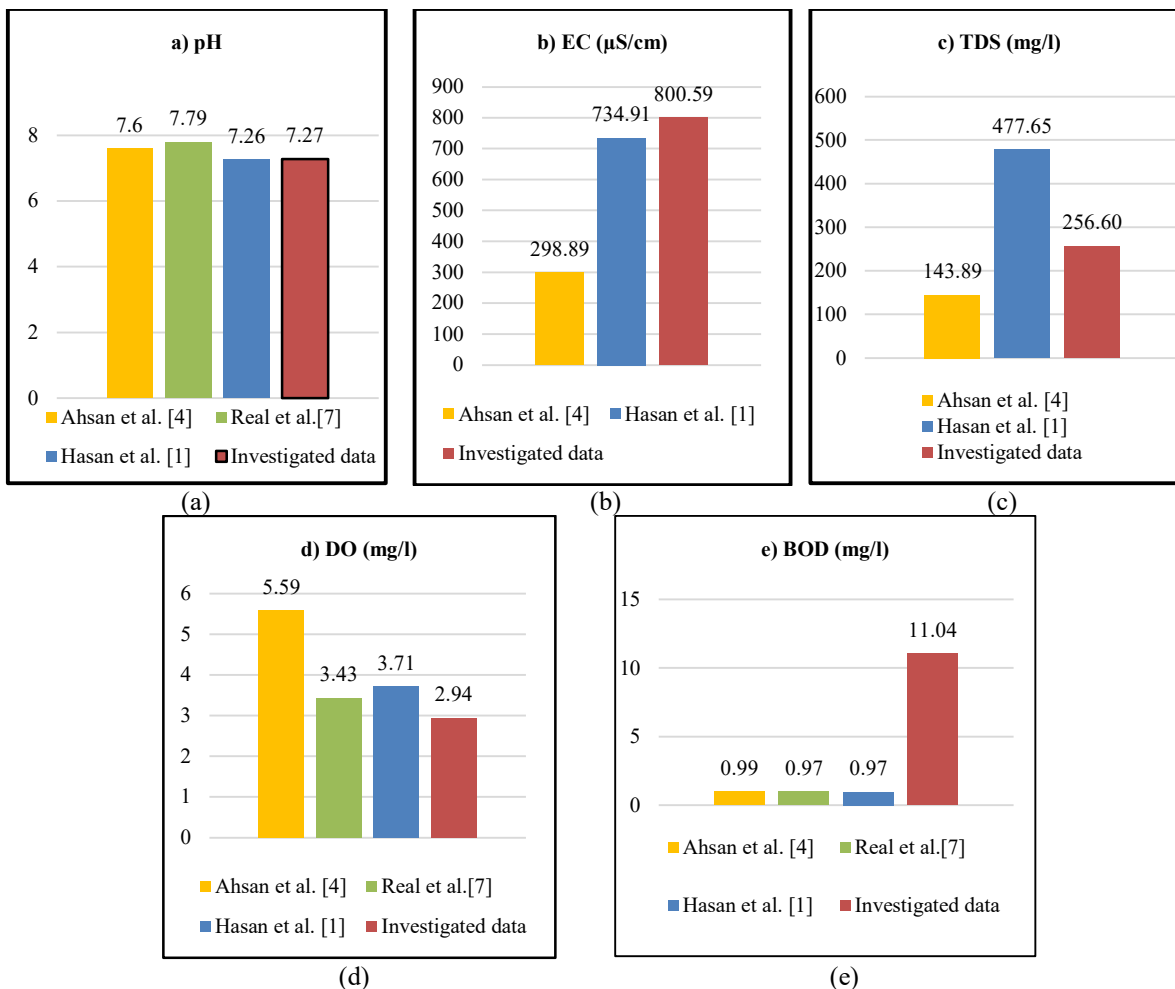 a) pH
7.6
7.79
7.26
7.27
8
6
4
2
0
Ahsan et al. [4] Real et al.[7]
Hasan et al. [1] Investigated data
(a)
b) EC (µS/cm)
900
800
700
600
500
400
300
200
100
0
298.89
734.91
800.59
Ahsan et al. [4] Hasan et al. [1]
Investigated data
(b)
c) TDS (mg/l)
600
500
400
300
200
100
0
143.89
477.65
256.60
Ahsan et al. [4]
Hasan et al. [1]
Investigated data
(c)
d) DO (mg/l)
6
5
4
3
2
1
0
5.59
3.43
3.71
2.94
Ahsan et al. [4] Real et al.[7]
Hasan et al. [1] Investigated data
(d)
e) BOD (mg/l)
15
10
5
0
0.99
0.97
0.97
11.04
Ahsan et al. [4] Real et al.[7]
Hasan et al. [1] Investigated data
(e)